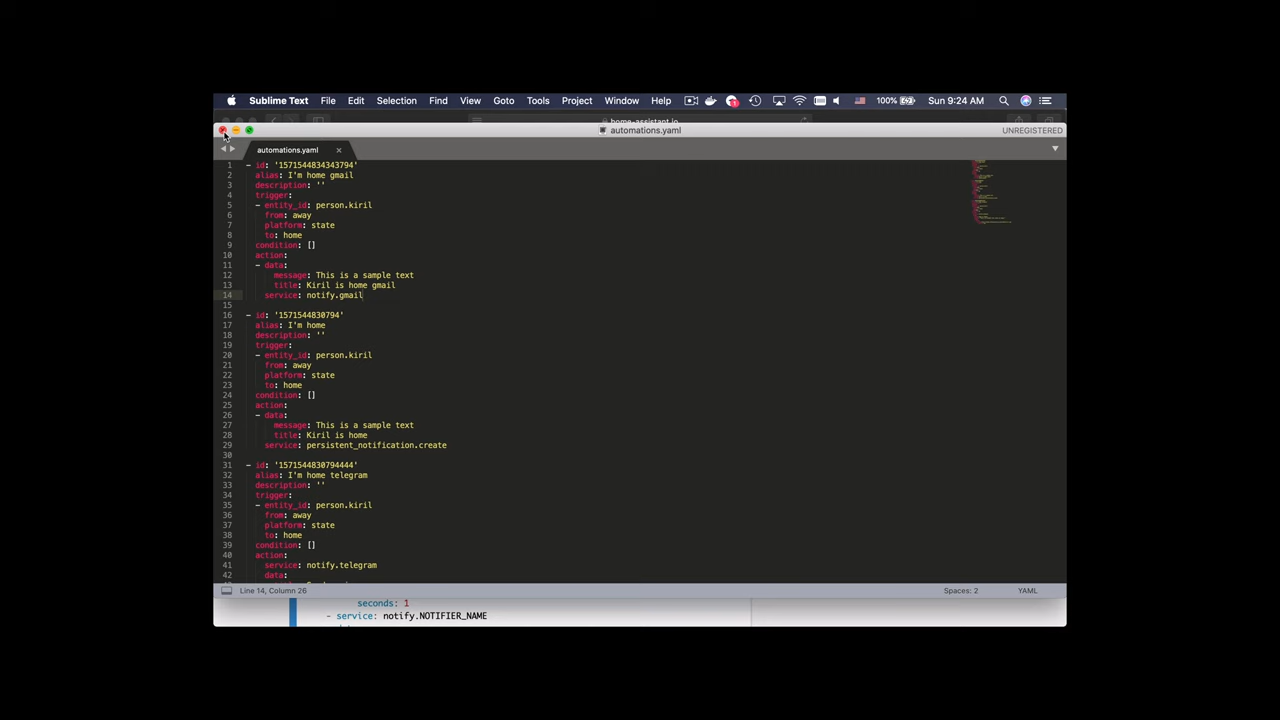 Sublime Text File Edit Selection Find View Goto Tools Project Window Help 1 100% Sun 9:24 AM
home-assistant.io
automations.yaml UNREGISTERED
automations.yaml
1 - id: '1571544834343794'
2 alias: I'm home gmail
3 description: ''
4 trigger:
5 - entity_id: person.kiril
6 from: away
7 platform: state
8 to: home
9 condition: []
10 action:
11 - data:
12 message: This is a sample text
13 title: Kiril is home gmail
14 service: notify.gmail
15
16 - id: '1571544830794'
17 alias: I'm home
18 description: ''
19 trigger:
20 - entity_id: person.kiril
21 from: away
22 platform: state
23 to: home
24 condition: []
25 action:
26 - data:
27 message: This is a sample text
28 title: Kiril is home
29 service: persistent_notification.create
30
31 - id: '1571544830794444'
32 alias: I'm home telegram
33 description: ''
34 trigger:
35 - entity_id: person.kiril
36 from: away
37 platform: state
38 to: home
39 condition: []
40 action:
41 service: notify.telegram
42 data:
Line 14, Column 26 Spaces: 2 YAML
seconds: 1
- service: notify.NOTIFIER_NAME